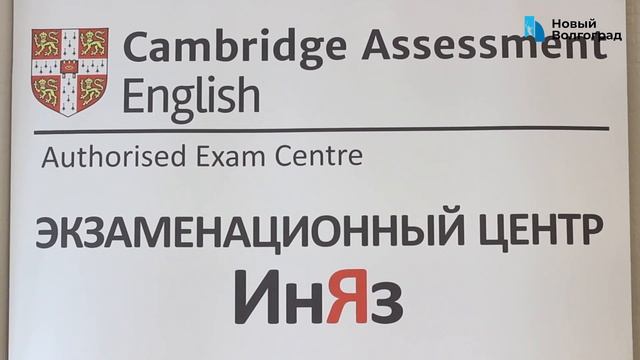 Новый
Волгоград
Cambridge Assessment
English
Authorised Exam Centre
ЭКЗАМЕНАЦИОННЫЙ ЦЕНТР
ИнЯз